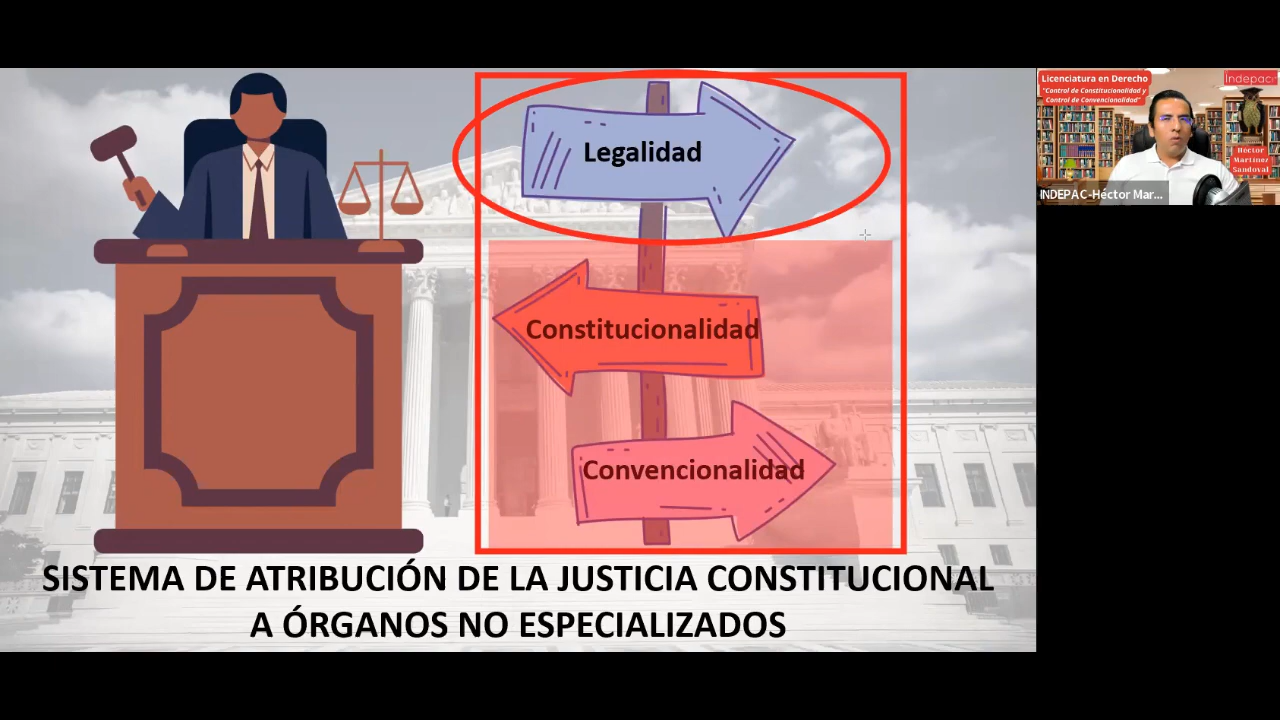 Legalidad
Constitucionalidad
Convencionalidad
SISTEMA DE ATRIBUCIÓN DE LA JUSTICIA CONSTITUCIONAL
A ÓRGANOS NO ESPECIALIZADOS
Licenciatura en Derecho
"Control de Constitucionalidad y
Control de Convencionalidad"
Indepac
Héctor
Martínez
Sandoval
INDEPAC-Héctor Mar...